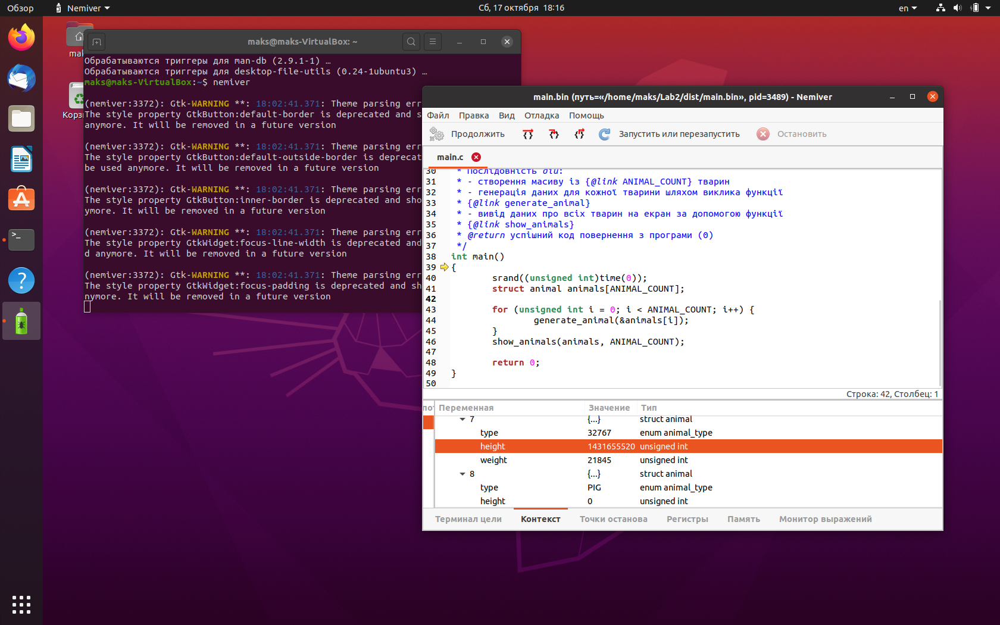 Обзор
Nemiver
Сб, 17 октября 18:16
en
maks@maks-VirtualBox: ~
Обрабатываются триггеры для man-db (2.9.1-1) …
Обрабатываются триггеры для desktop-file-utils (0.24-1ubuntu3) …
maks@maks-VirtualBox:~$ nemiver
(nemiver:3372): Gtk-WARNING **: 18:02:41.371: Theme parsing err
The style property GtkButton:default-border is deprecated and s
anymore. It will be removed in a future version
(nemiver:3372): Gtk-WARNING **: 18:02:41.371: Theme parsing err
The style property GtkButton:default-outside-border is deprecat
be used anymore. It will be removed in a future version
(nemiver:3372): Gtk-WARNING **: 18:02:41.371: Theme parsing err
The style property GtkButton:inner-border is deprecated and sho
ymore. It will be removed in a future version
(nemiver:3372): Gtk-WARNING **: 18:02:41.371: Theme parsing err
The style property GtkWidget:focus-line-width is deprecated and
d anymore. It will be removed in a future version
(nemiver:3372): Gtk-WARNING **: 18:02:41.371: Theme parsing err
The style property GtkWidget:focus-padding is deprecated and sh
nymore. It will be removed in a future version
main.bin (путь=«/home/maks/Lab2/dist/main.bin», pid=3489) - Nemiver
Файл Правка Вид Отладка Помощь
Продолжить Запустить или перезапустить Остановить
main.c
30 * Послідовність дій:
31 * - створення масиву із {@link ANIMAL_COUNT} тварин
32 * - генерація даних для кожної тварини шляхом виклика функції
33 * {@link generate_animal}
34 * - вивід даних про всіх тварин на екран за допомогою функції
35 * {@link show_animals}
36 * @return успішний код повернення з програми (0)
37 */
38 int main()
39 {
40 srand((unsigned int)time(0));
41 struct animal animals[ANIMAL_COUNT];
42
43 for (unsigned int i = 0; i < ANIMAL_COUNT; i++) {
44 generate_animal(&animals[i]);
45 }
46 show_animals(animals, ANIMAL_COUNT);
47
48 return 0;
49 }
50
Строка: 42, Столбец: 1
Переменная Значение Тип
7 {...} struct animal
type 32767 enum animal_type
height 1431655520 unsigned int
weight 21845 unsigned int
8 {...} struct animal
type PIG enum animal_type
height 0 unsigned int
Терминал цели Контекст Точки останова Регистры Память Монитор выражений